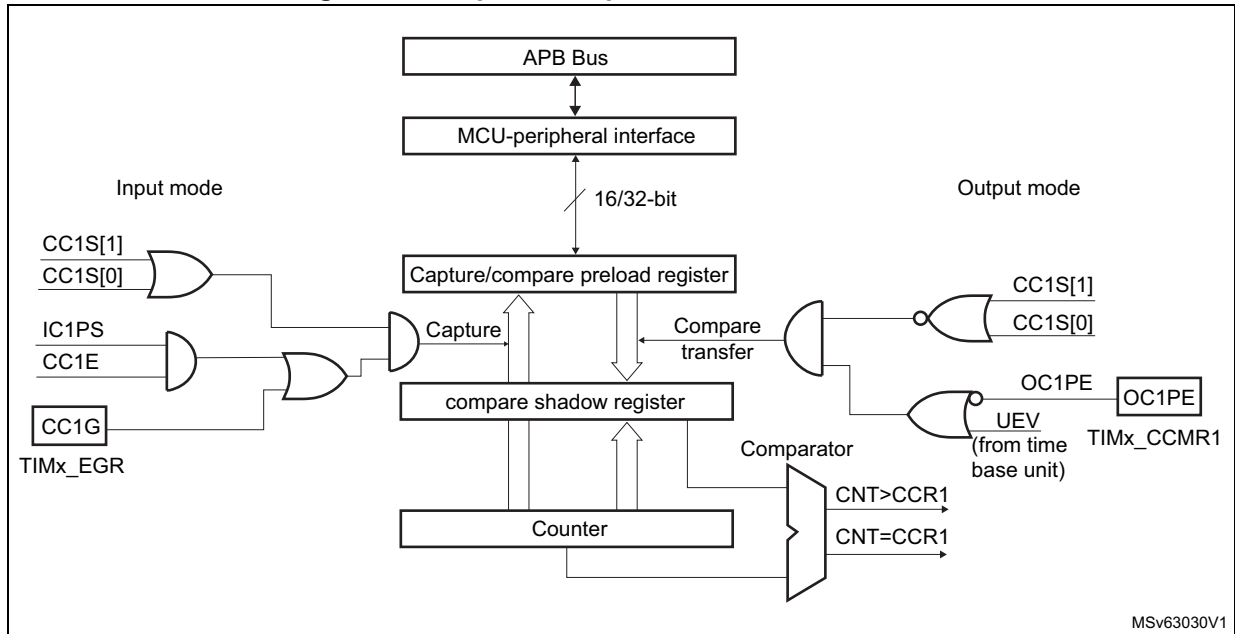 APB Bus
MCU-peripheral interface
Input mode
16/32-bit
Output mode
CC1S[1]
CC1S[0]
Capture/compare preload register
CC1S[1]
CC1S[0]
IC1PS
CC1E
Capture
Compare
transfer
compare shadow register
OC1PE
OC1PE
CC1G
TIMx_EGR
UEV
(from time
base unit)
TIMx_CCMR1
Comparator
CNT>CCR1
Counter
CNT=CCR1
MSv63030V1